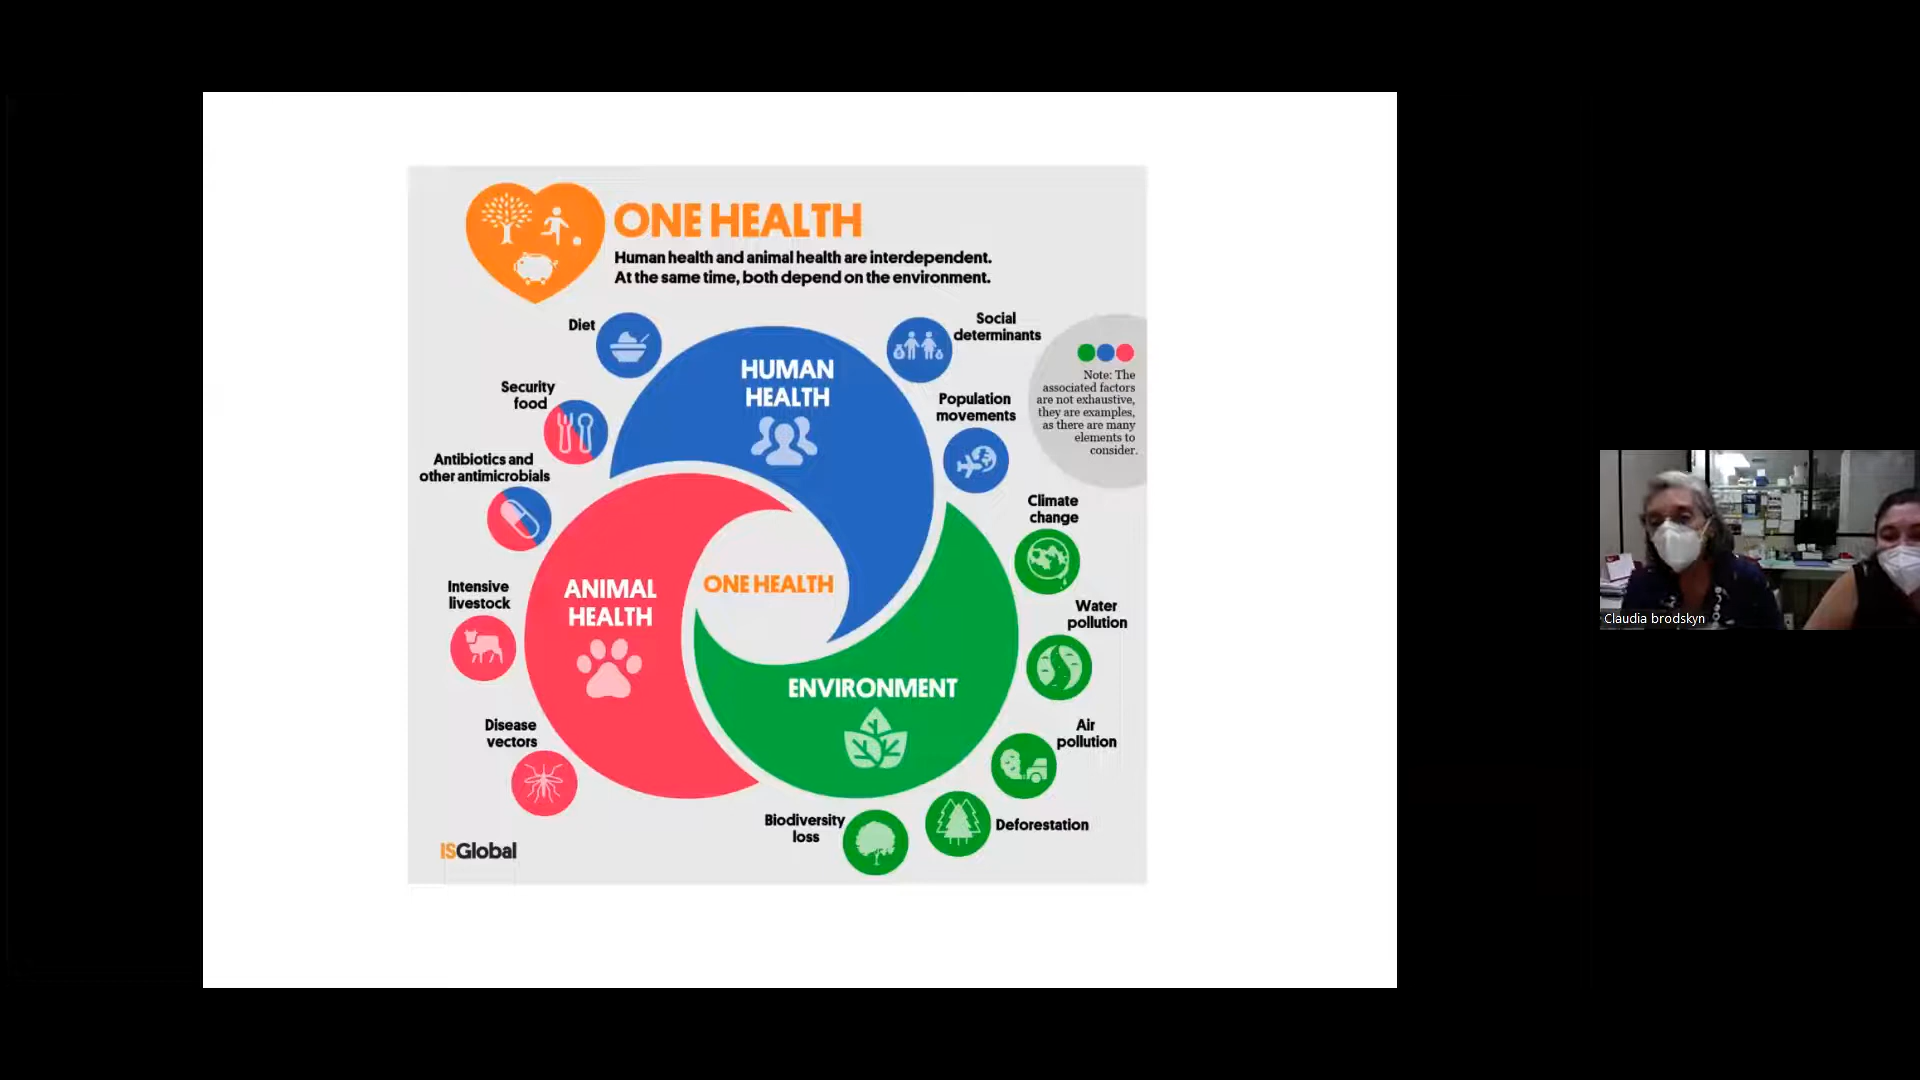 ONE HEALTH
Human health and animal health are interdependent.
At the same time, both depend on the environment.
Diet
Social
determinants
HUMAN
HEALTH
Note: The
associated factors
are not exhaustive,
they are examples,
as there are many
elements to
consider.
Security
food
Population
movements
Antibiotics and
other antimicrobials
Climate
change
ONE HEALTH
ANIMAL
HEALTH
Intensive
livestock
Water
pollution
ENVIRONMENT
Disease
vectors
Air
pollution
Biodiversity
loss
Deforestation
ISGlobal
Claudia brodskyn